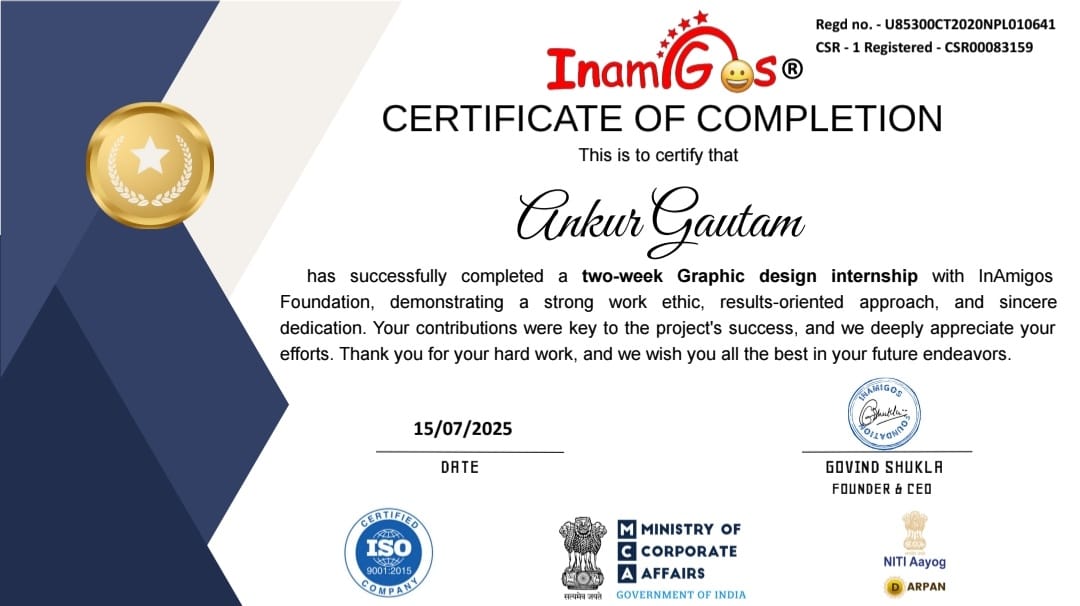 Regd no. - U85300CT2020NPL010641
CSR - 1 Registered - CSR00083159
InamiGos®
CERTIFICATE OF COMPLETION
This is to certify that
Ankur Gautam
has successfully completed a two-week Graphic design internship with InAmigos
Foundation, demonstrating a strong work ethic, results-oriented approach, and sincere
dedication. Your contributions were key to the project's success, and we deeply appreciate your
efforts. Thank you for your hard work, and we wish you all the best in your future endeavors.
INAMIGOS
FOUNDATION
15/07/2025
DATE
GOVIND SHUKLA
FOUNDER & CEO
CERTIFIED
ISO
9001:2015
COMPANY
सत्यमेव जयते
M MINISTRY OF
C CORPORATE
A AFFAIRS
GOVERNMENT OF INDIA
NITI Aayog
D ARPAN